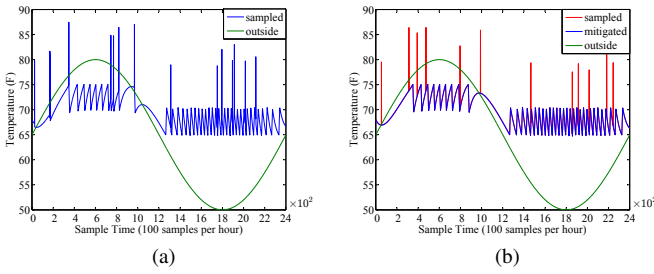 90
85
80
75
70
65
60
55
50
Temperature (F)
sampled
outside
0 2 4 6 8 10 12 14 16 18 20 22 24
×10²
Sample Time (100 samples per hour)
(a)
90
85
80
75
70
65
60
55
50
Temperature (F)
sampled
mitigated
outside
0 2 4 6 8 10 12 14 16 18 20 22 24
×10²
Sample Time (100 samples per hour)
(b)